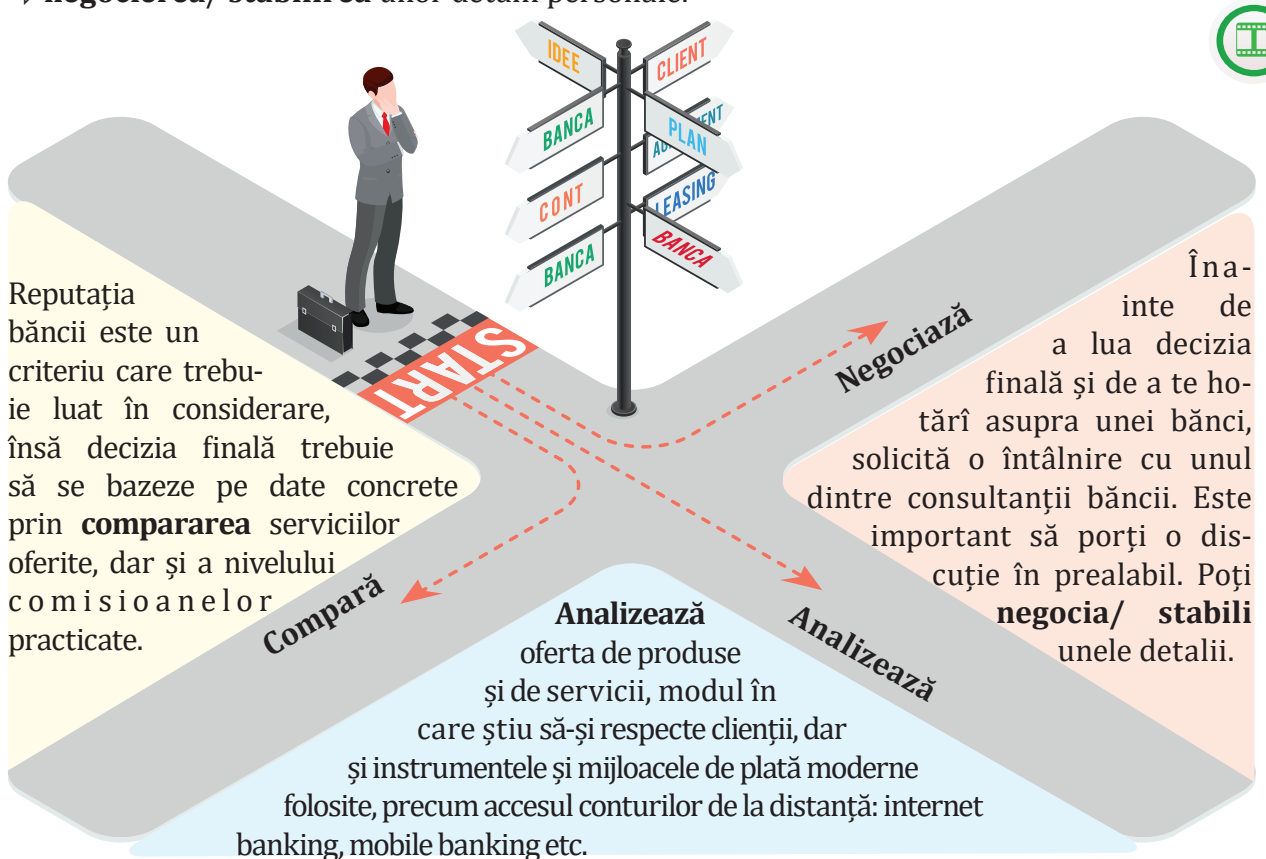 negocierea/ stabilirea unor detalii personale.
IDEE
CLIENT
BANCA
PLAN
CONT
LEASING
BANCA
BANCA
START
Negociază
Compară
Analizează
Reputația
băncii este un
criteriu care trebu-
ie luat în considerare,
însă decizia finală trebuie
să se bazeze pe date concrete
prin compararea serviciilor
oferite, dar și a nivelului
comisioanelor
practicate.
Analizează
oferta de produse
și de servicii, modul în
care știu să-și respecte clienții, dar
și instrumentele și mijloacele de plată moderne
folosite, precum accesul conturilor de la distanță: internet
banking, mobile banking etc.
Îna-
inte de
a lua decizia
finală și de a te ho-
tărî asupra unei bănci,
solicită o întâlnire cu unul
dintre consultanții băncii. Este
important să porți o dis-
cuție în prealabil. Poți
negocia/ stabili
unele detalii.